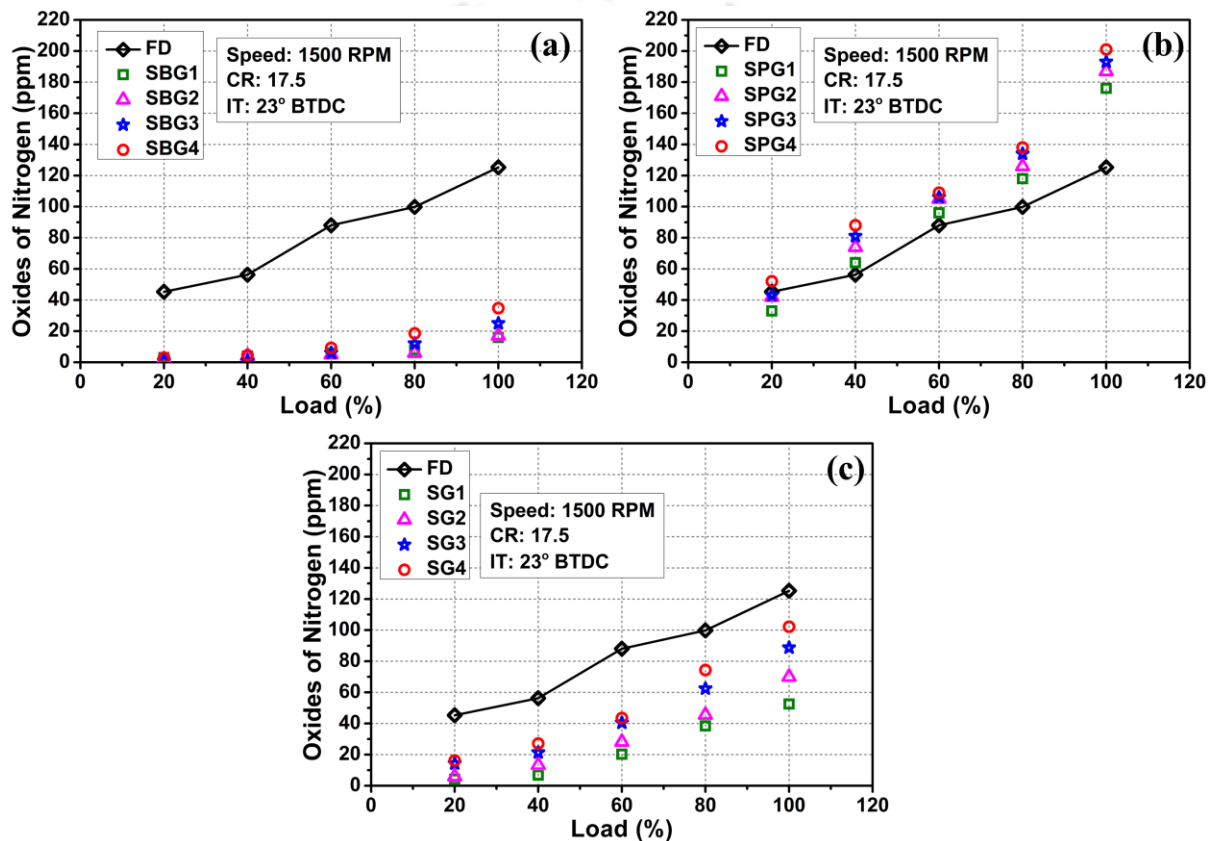 (a)
FD
SBG1
SBG2
SBG3
SBG4
Speed: 1500 RPM
CR: 17.5
IT: 23° BTDC
Oxides of Nitrogen (ppm)
220
200
180
160
140
120
100
80
60
40
20
0
0 20 40 60 80 100 120
Load (%)
(b)
FD
SPG1
SPG2
SPG3
SPG4
Speed: 1500 RPM
CR: 17.5
IT: 23° BTDC
Oxides of Nitrogen (ppm)
220
200
180
160
140
120
100
80
60
40
20
0
0 20 40 60 80 100 120
Load (%)
(c)
FD
SG1
SG2
SG3
SG4
Speed: 1500 RPM
CR: 17.5
IT: 23° BTDC
Oxides of Nitrogen (ppm)
220
200
180
160
140
120
100
80
60
40
20
0
0 20 40 60 80 100 120
Load (%)